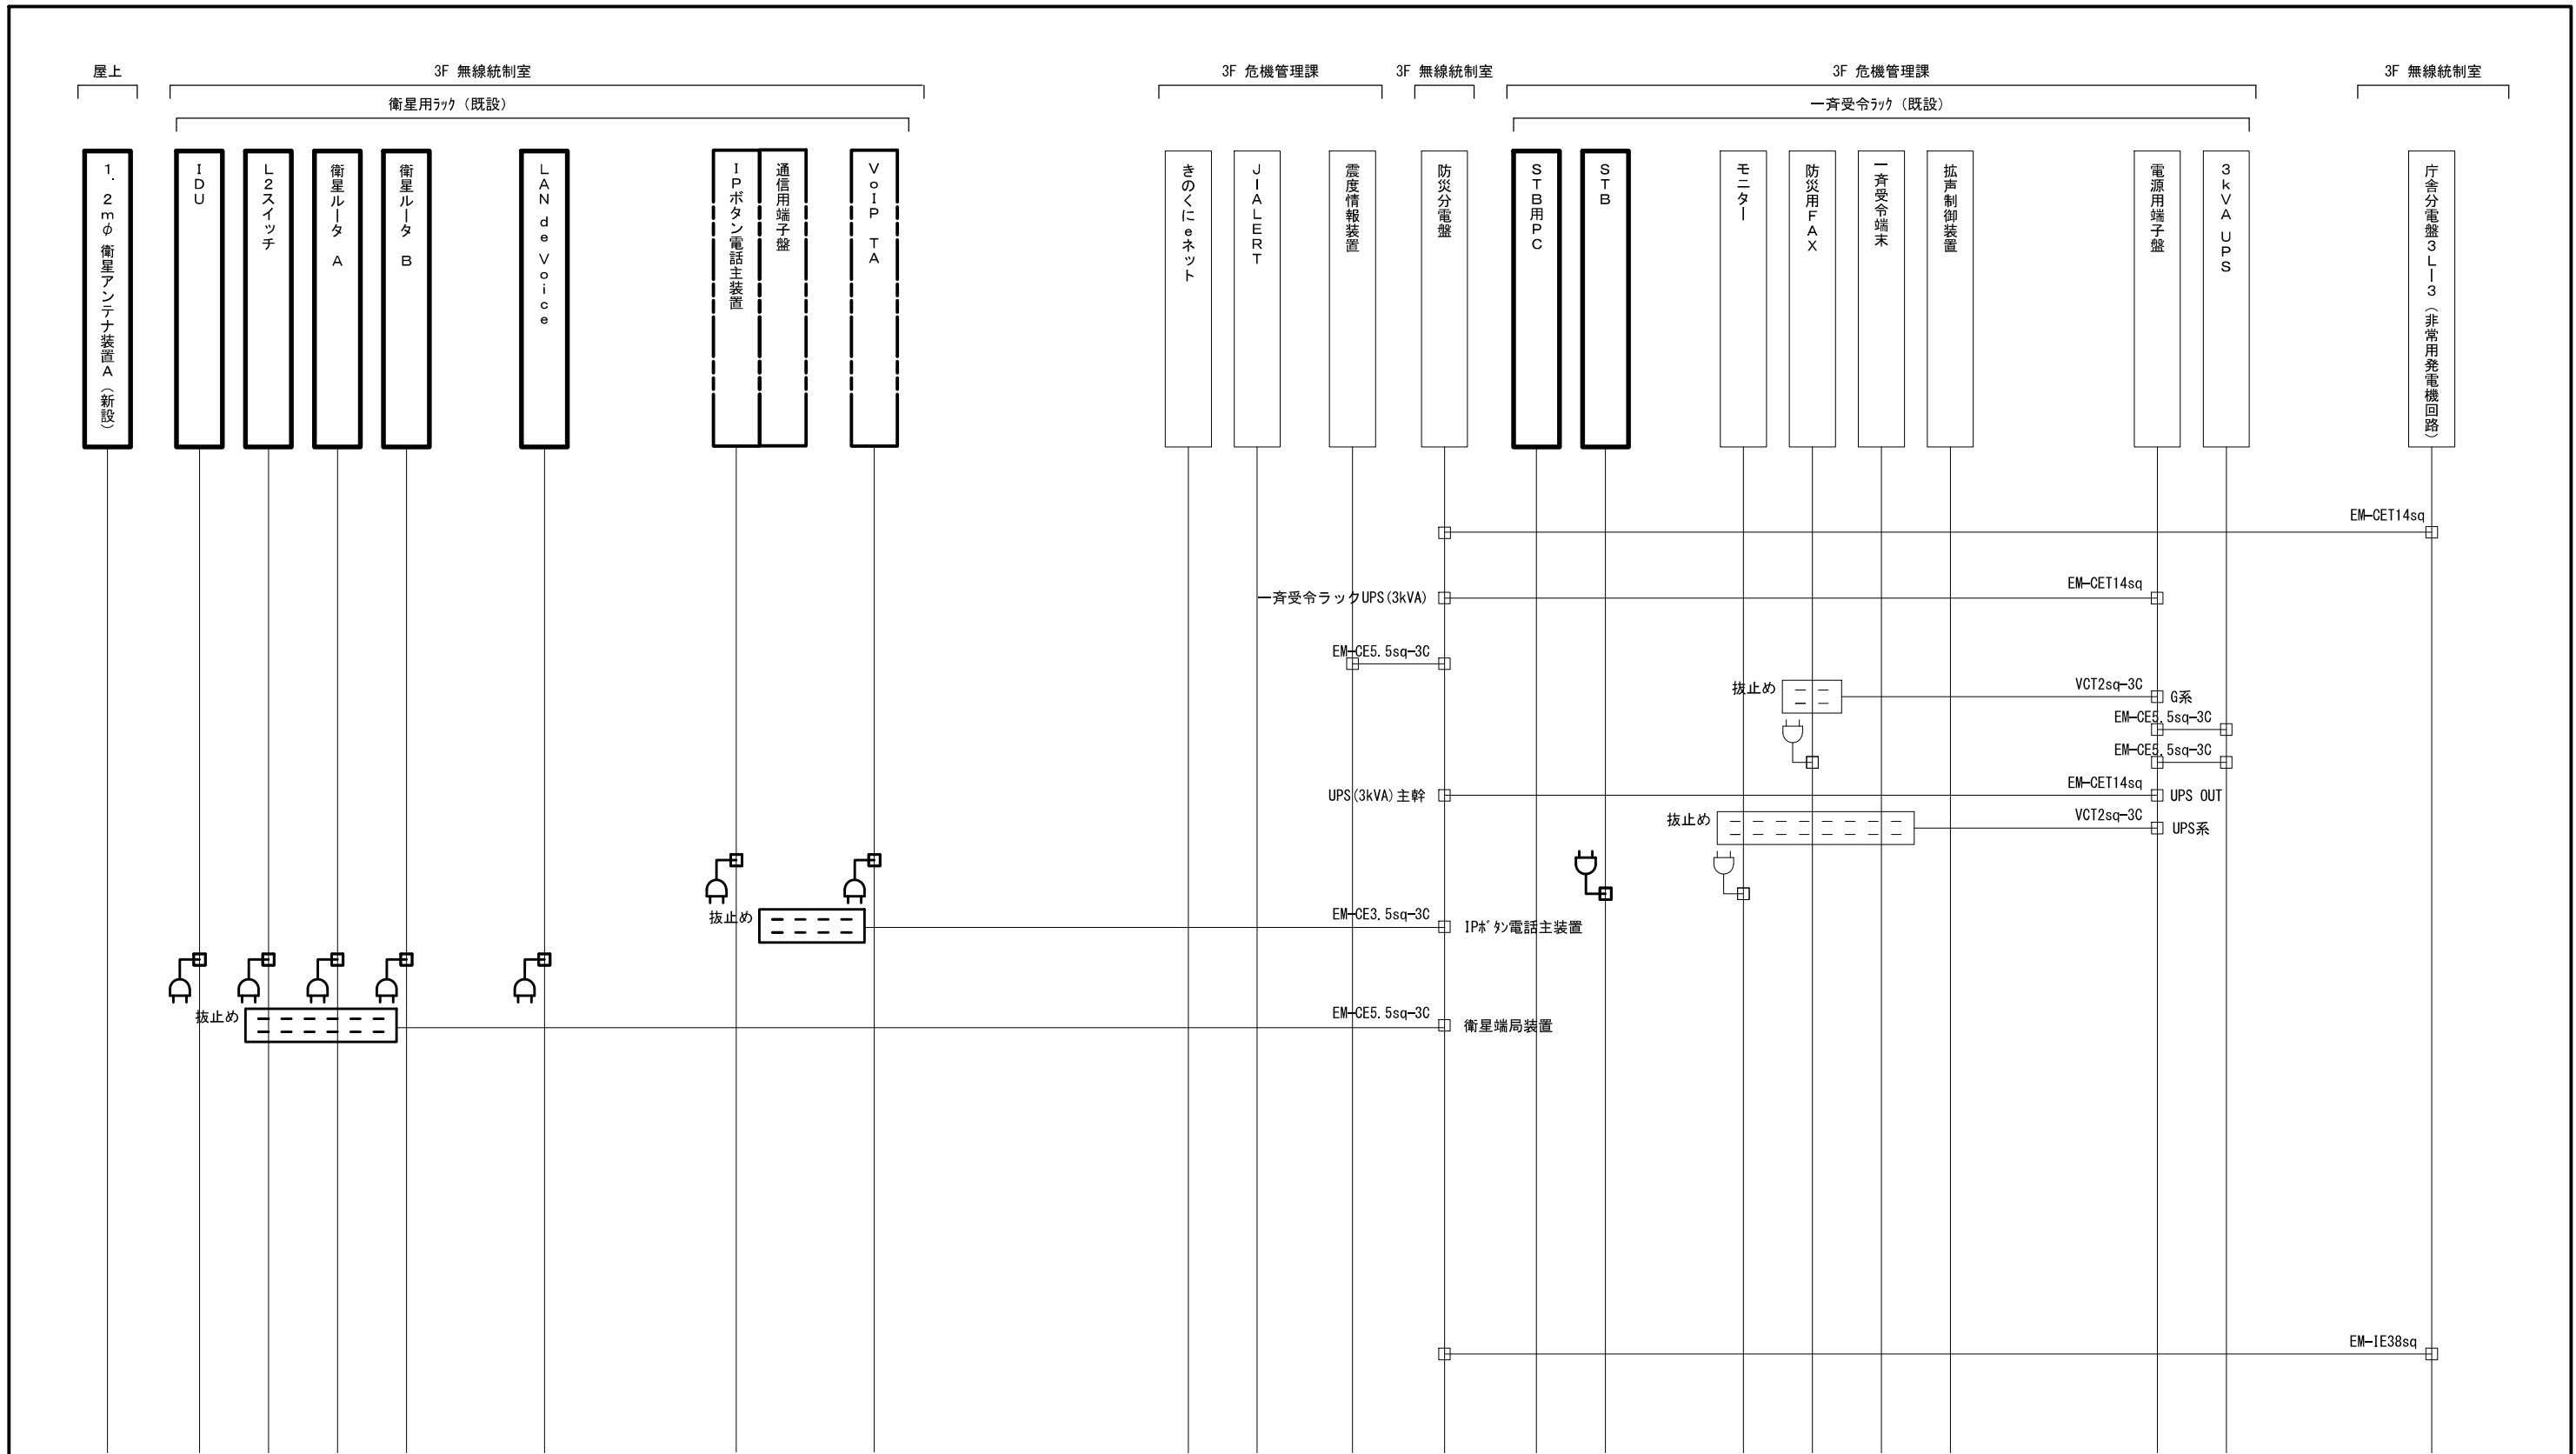 屋上
3F 無線統制室
3F 危機管理課
3F 無線統制室
3F 危機管理課
3F 無線統制室
衛星用ﾗｯｸ（既設）
一斉受令ﾗｯｸ（既設）
１．２ｍφ 衛星アンテナ装置Ａ（新設）
ＩＤＵ
Ｌ２スイッチ
衛星ルータ Ａ
衛星ルータ Ｂ
ＬＡＮ ｄｅ Ｖｏｉｃｅ
ＩＰボタン電話主装置
通信用端子盤
ＶｏＩＰ ＴＡ
きのくにｅネット
Ｊ－ＡＬＥＲＴ
震度情報装置
防災分電盤
ＳＴＢ用ＰＣ
ＳＴＢ
モニター
防災用ＦＡＸ
一斉受令端末
拡声制御装置
電源用端子盤
３ｋＶＡ ＵＰＳ
庁舎分電盤３Ｌ－３（非常用発電機回路）
EM-CET14sq
EM-CET14sq
一斉受令ラックUPS(3kVA)
EM-CE5.5sq-3C
抜止め
VCT2sq-3C
G系
EM-CE5.5sq-3C
EM-CE5.5sq-3C
EM-CET14sq
UPS(3kVA)主幹
UPS OUT
抜止め
VCT2sq-3C
UPS系
抜止め
EM-CE3.5sq-3C
IPﾎﾞﾀﾝ電話主装置
抜止め
EM-CE5.5sq-3C
衛星端局装置
EM-IE38sq